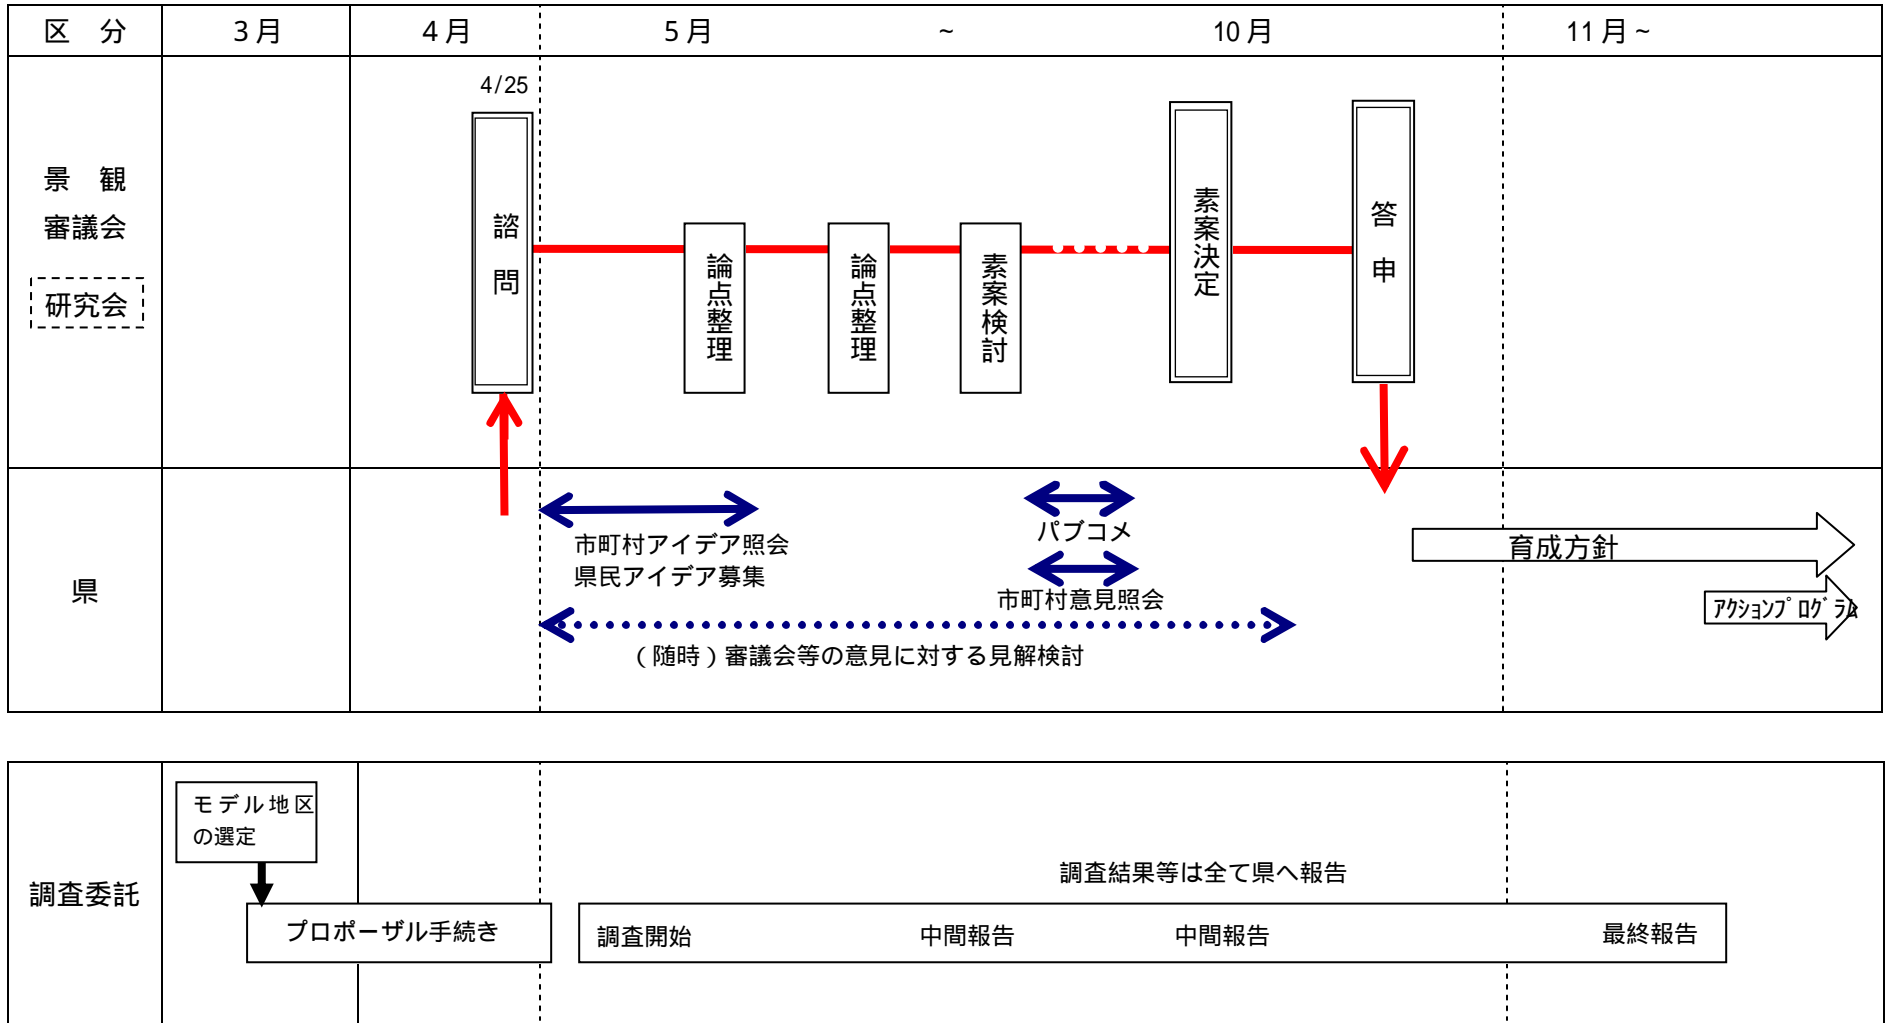 区　分
3月
4月
5月
~
10月
11月~
景　観
審議会
研究会
4/25
諮問
論点整理
論点整理
素案検討
素案決定
答申
県
市町村アイデア照会
県民アイデア募集
パブコメ
市町村意見照会
(随時)審議会等の意見に対する見解検討
育成方針
ｱｸｼｮﾝﾌﾟﾛｸﾞﾗﾑ
調査委託
モデル地区
の選定
プロポーザル手続き
調査結果等は全て県へ報告
調査開始
中間報告
中間報告
最終報告